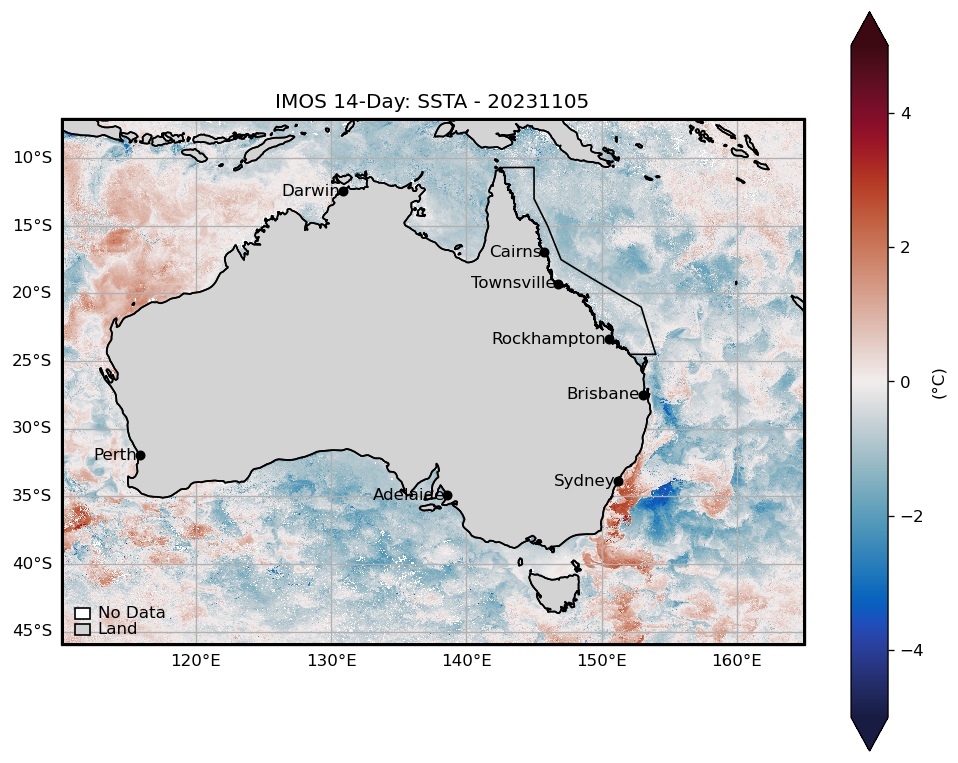 IMOS 14-Day: SSTA - 20231105
10°S
15°S
20°S
25°S
30°S
35°S
40°S
45°S
Darwin
Cairns
Townsville
Rockhampton
Brisbane
Perth
Sydney
Adelaide
No Data
Land
120°E
130°E
140°E
150°E
160°E
4
2
0
−2
−4
(°C)